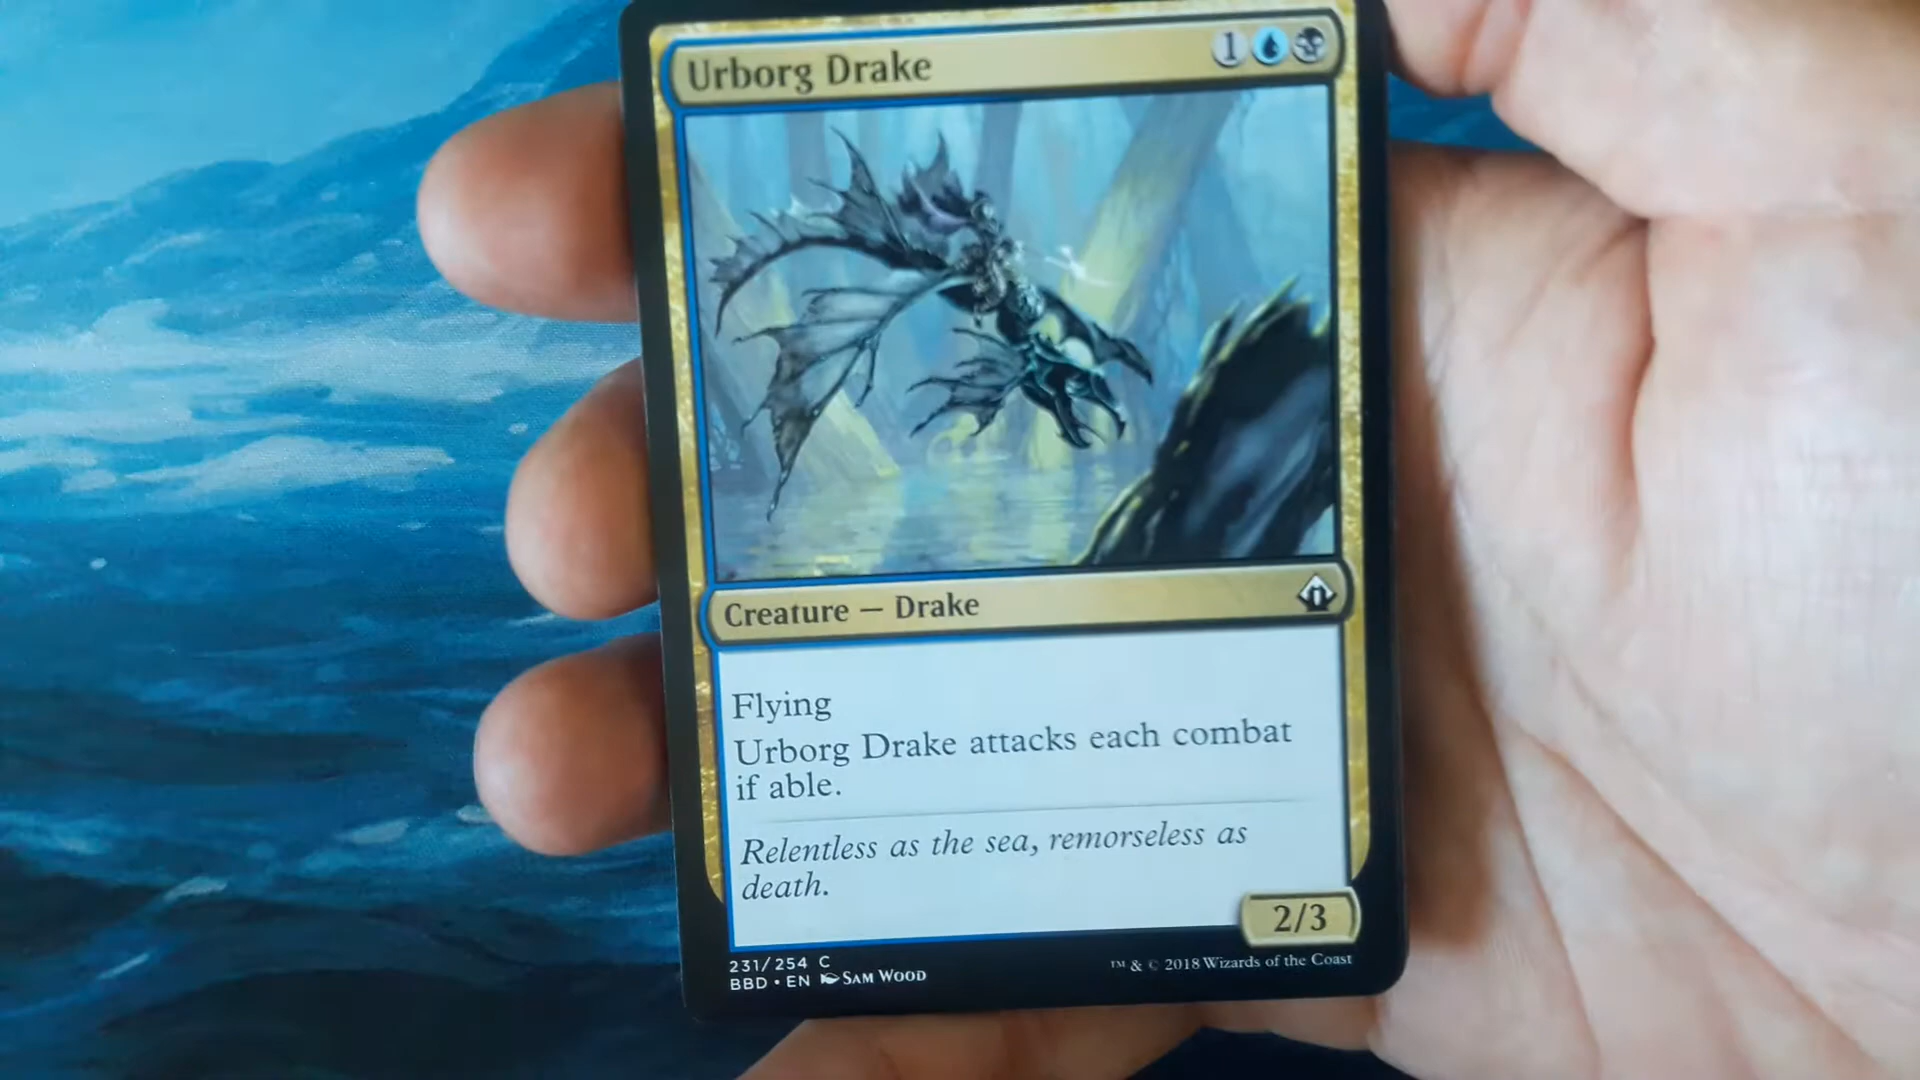 Urborg Drake 1
Creature — Drake
Flying
Urborg Drake attacks each combat
if able.
Relentless as the sea, remorseless as
death.
2/3
231/254 C
BBD • EN SAM WOOD
™ & © 2018 Wizards of the Coast